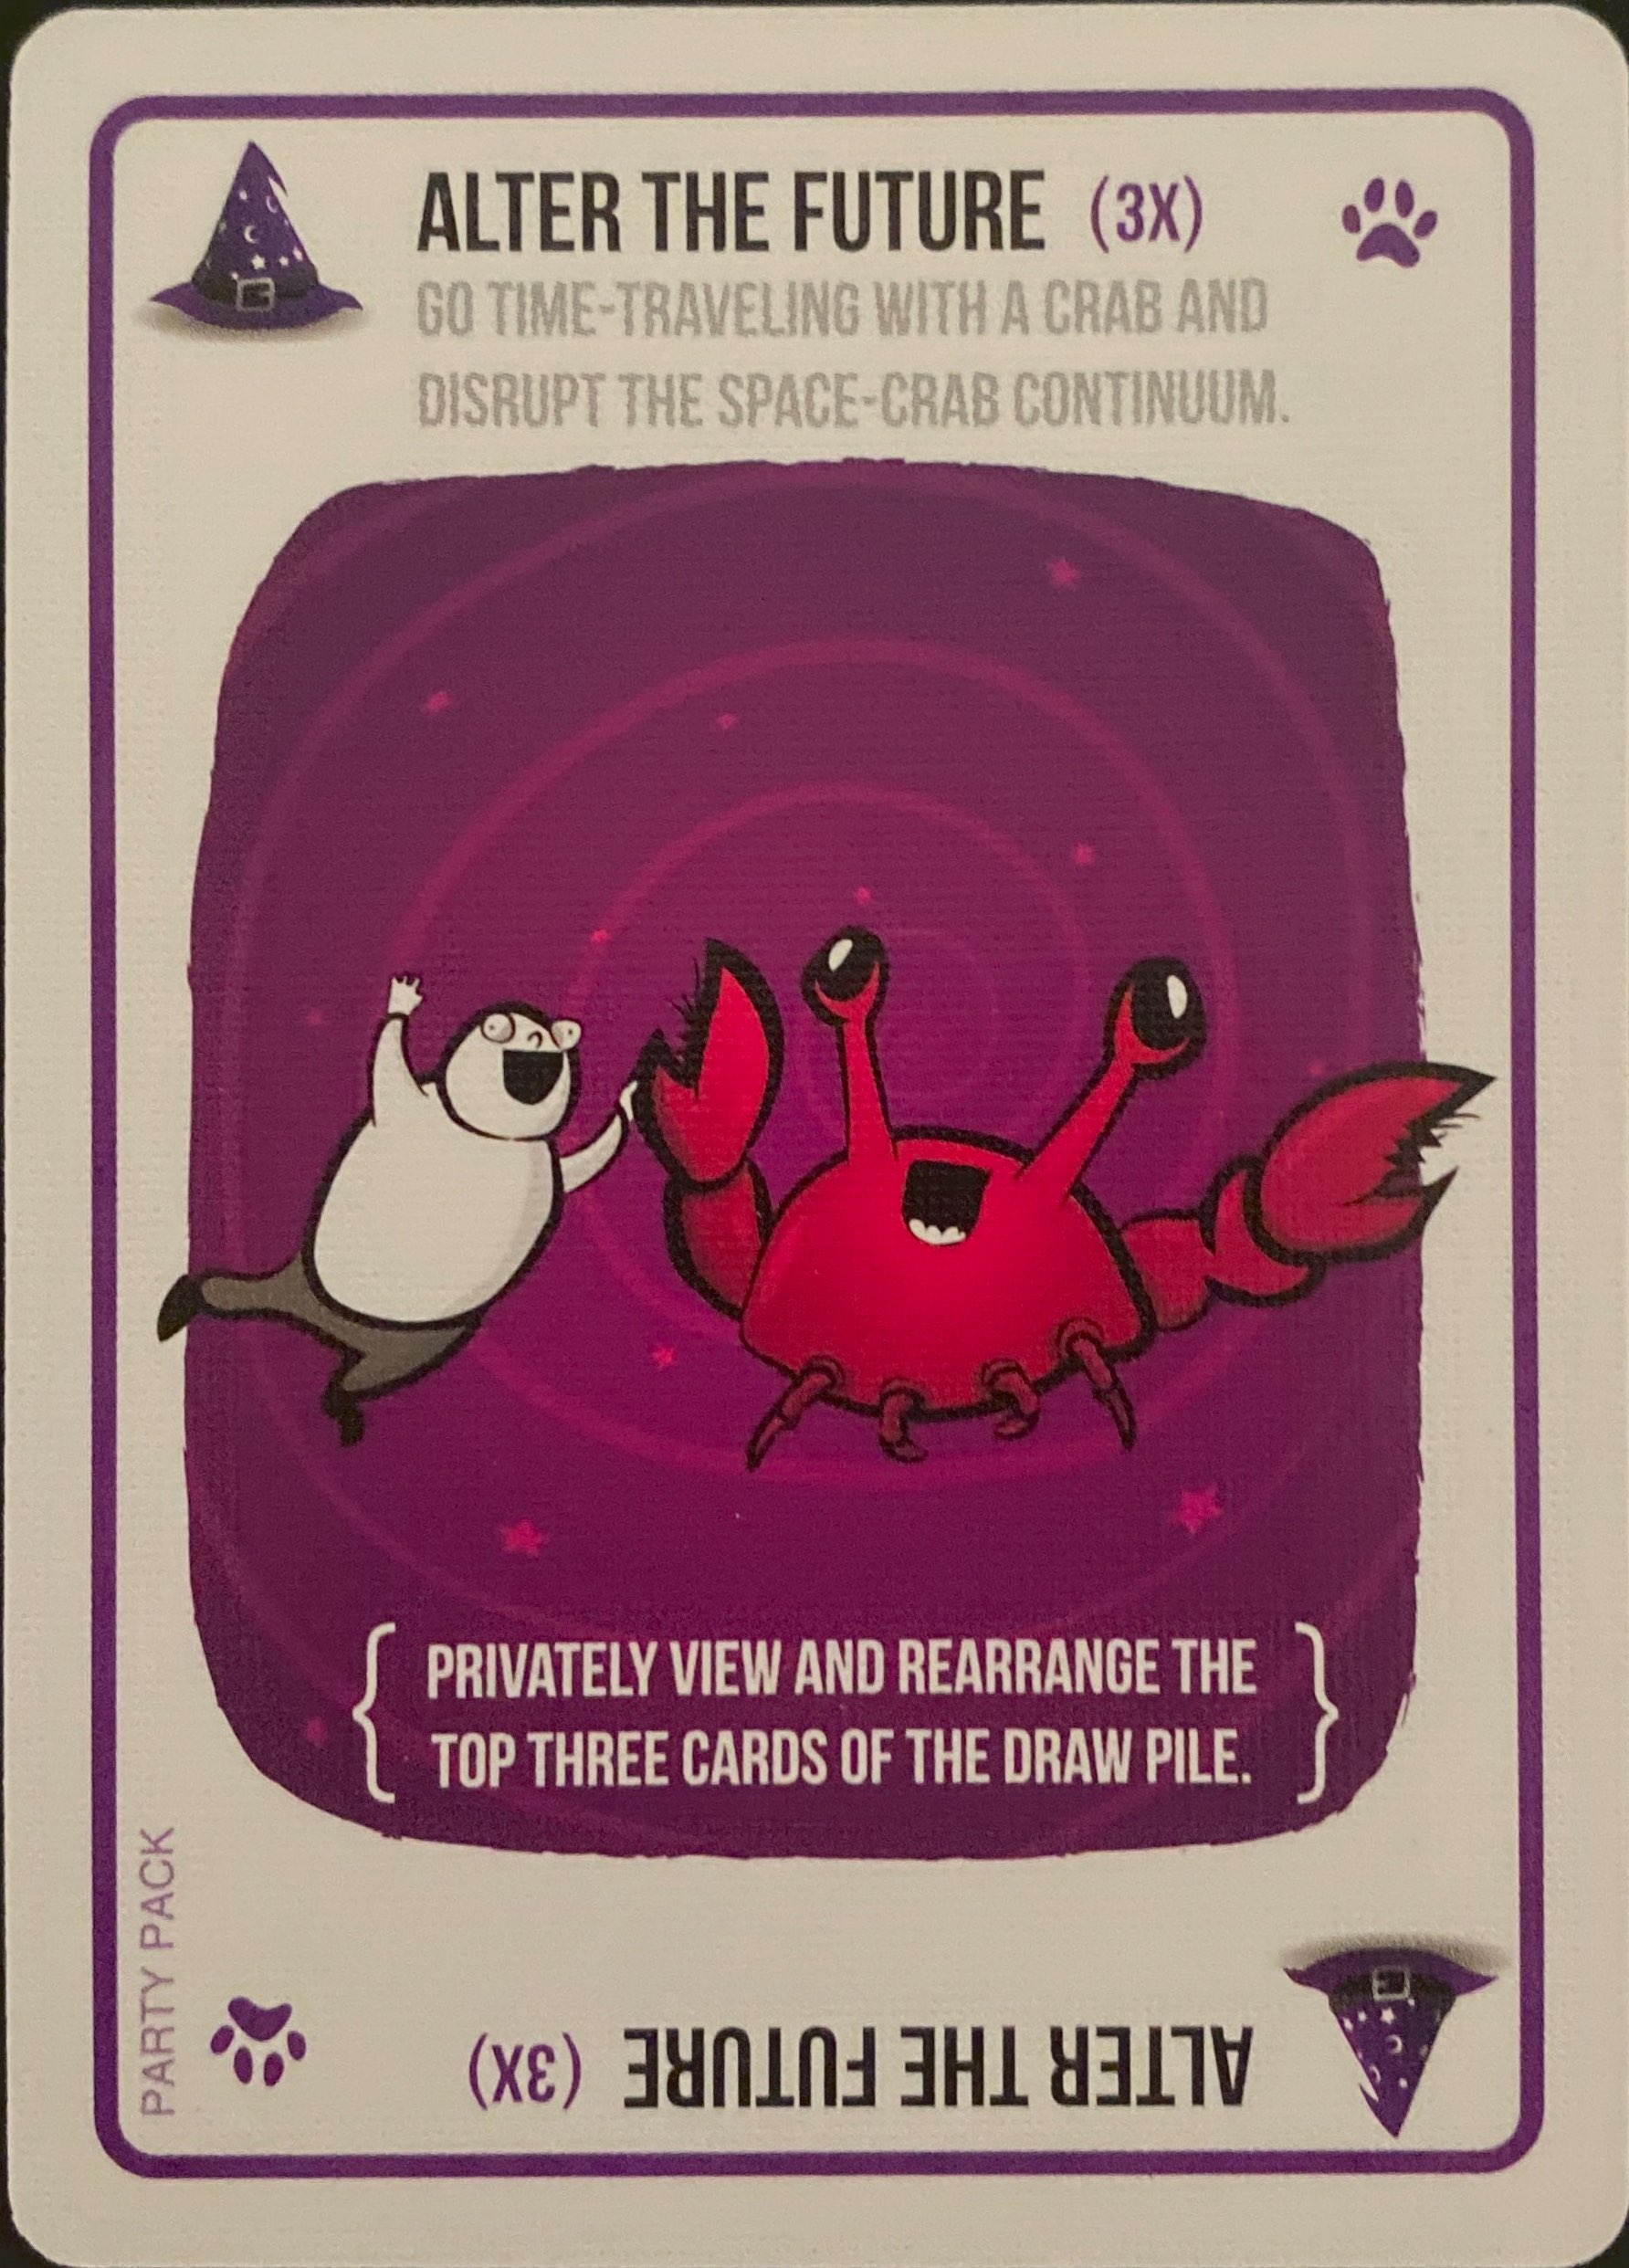 ALTER THE FUTURE (3X)
GO TIME-TRAVELING WITH A CRAB AND
DISRUPT THE SPACE-CRAB CONTINUUM.
PRIVATELY VIEW AND REARRANGE THE
TOP THREE CARDS OF THE DRAW PILE.
PARTY PACK
ALTER THE FUTURE (3X)